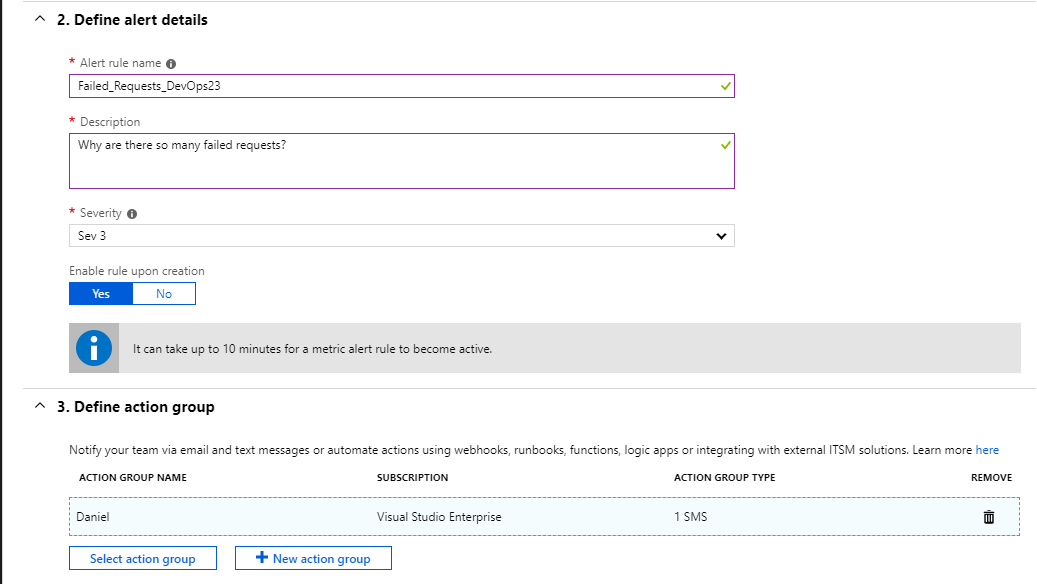 2. Define alert details
* Alert rule name
Failed_Requests_DevOps23
* Description
Why are there so many failed requests?
* Severity
Sev 3
Enable rule upon creation
Yes No
It can take up to 10 minutes for a metric alert rule to become active.
3. Define action group
Notify your team via email and text messages or automate actions using webhooks, runbooks, functions, logic apps or integrating with external ITSM solutions. Learn more here
ACTION GROUP NAME SUBSCRIPTION ACTION GROUP TYPE REMOVE
Daniel Visual Studio Enterprise 1 SMS
Select action group + New action group